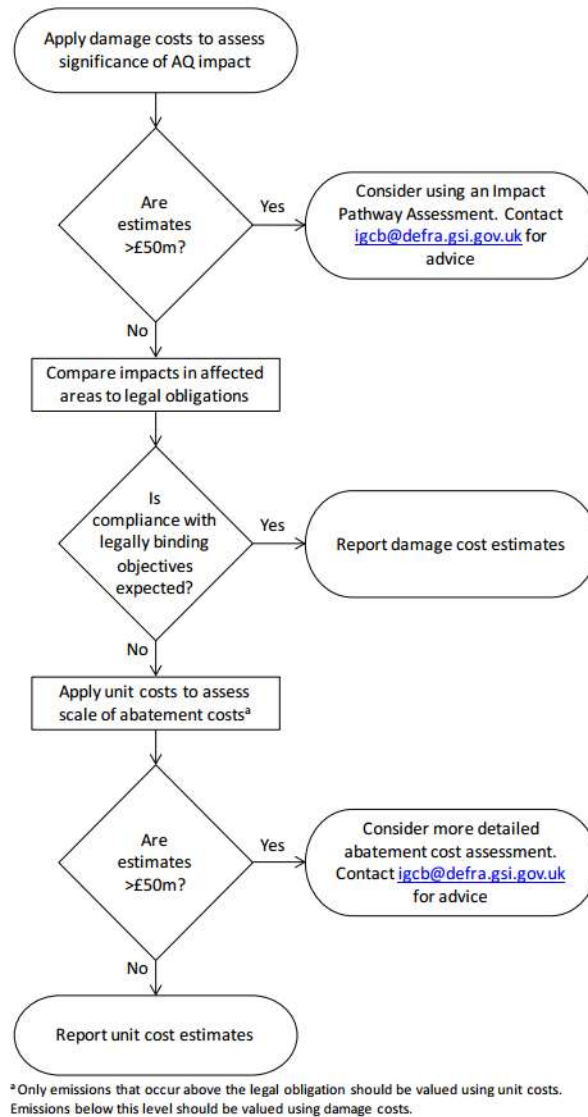 Apply damage costs to assess
significance of AQ impact
Are
estimates
>£50m?
Yes
Consider using an Impact
Pathway Assessment. Contact
igcb@defra.gsi.gov.uk for
advice
No
Compare impacts in affected
areas to legal obligations
Is
compliance with
legally binding
objectives
expected?
Yes
Report damage cost estimates
No
Apply unit costs to assess
scale of abatement costsᵃ
Are
estimates
>£50m?
Yes
Consider more detailed
abatement cost assessment.
Contact igcb@defra.gsi.gov.uk
for advice
No
Report unit cost estimates
ᵃ Only emissions that occur above the legal obligation should be valued using unit costs.
Emissions below this level should be valued using damage costs.